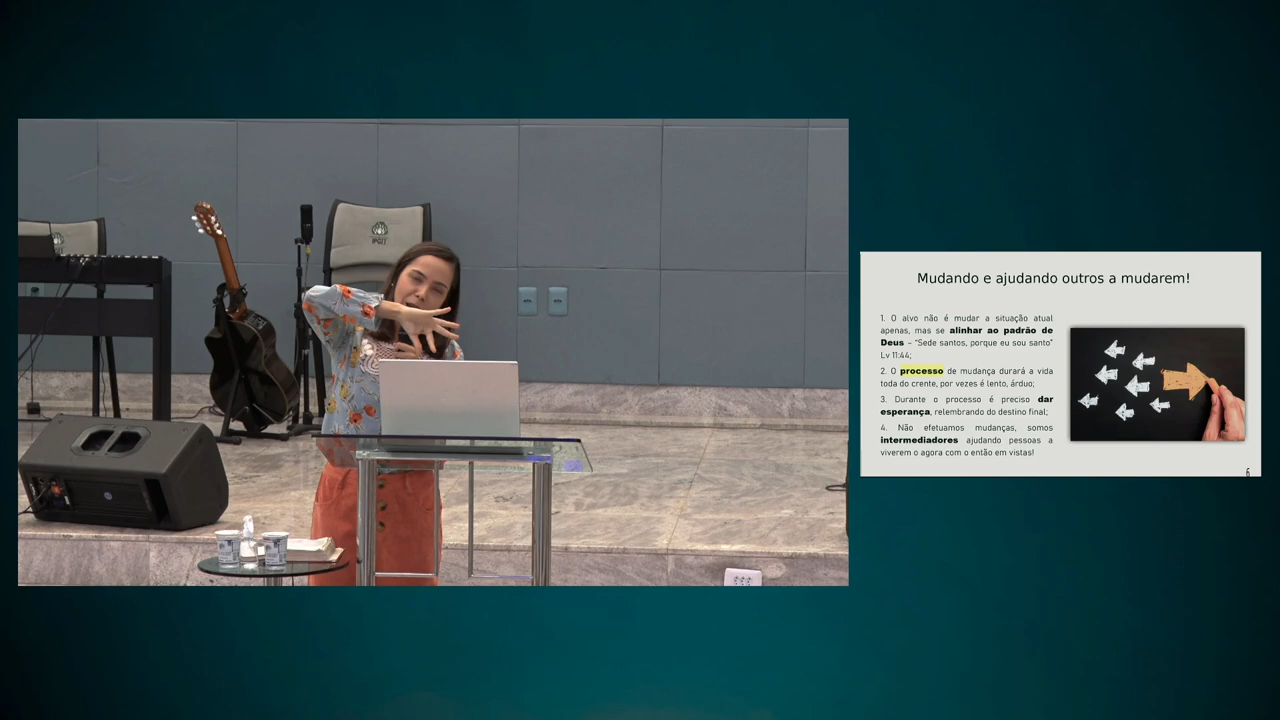 IPGII
Mudando e ajudando outros a mudarem!
1. O alvo não é mudar a situação atual
apenas, mas se alinhar ao padrão de
Deus – "Sede santos, porque eu sou santo"
Lv 11:44;
2. O processo de mudança durará a vida
toda do crente, por vezes é lento, árduo;
3. Durante o processo é preciso dar
esperança, relembrando do destino final;
4. Não efetuamos mudanças, somos
intermediadores ajudando pessoas a
viverem o agora com o então em vistas!
6